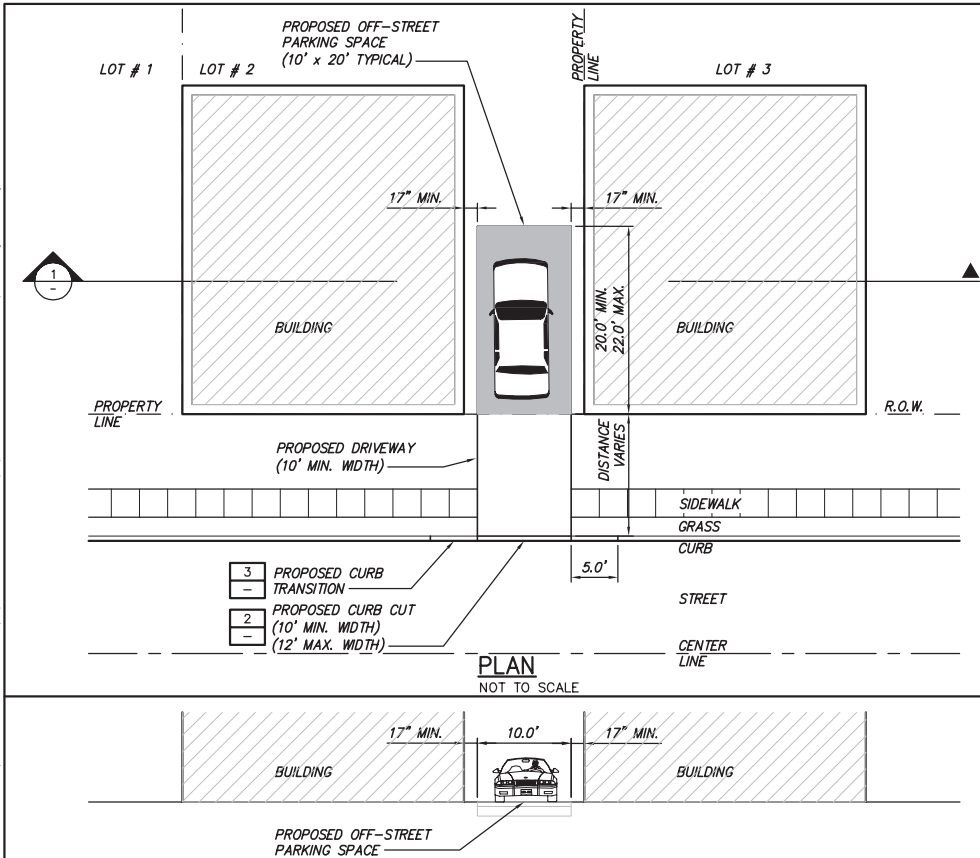 PROPOSED OFF-STREET
PARKING SPACE
(10' x 20' TYPICAL)
PROPERTY
LINE
LOT # 1
LOT # 2
LOT # 3
17" MIN.
17" MIN.
1
-
20.0' MIN.
22.0' MAX.
BUILDING
BUILDING
PROPERTY
LINE
R.O.W.
PROPOSED DRIVEWAY
(10' MIN. WIDTH)
DISTANCE
VARIES
SIDEWALK
GRASS
CURB
5.0'
3
-
PROPOSED CURB
TRANSITION
2
-
PROPOSED CURB CUT
(10' MIN. WIDTH)
(12' MAX. WIDTH)
STREET
CENTER
LINE
PLAN
NOT TO SCALE
17" MIN.
10.0'
17" MIN.
BUILDING
BUILDING
PROPOSED OFF-STREET
PARKING SPACE